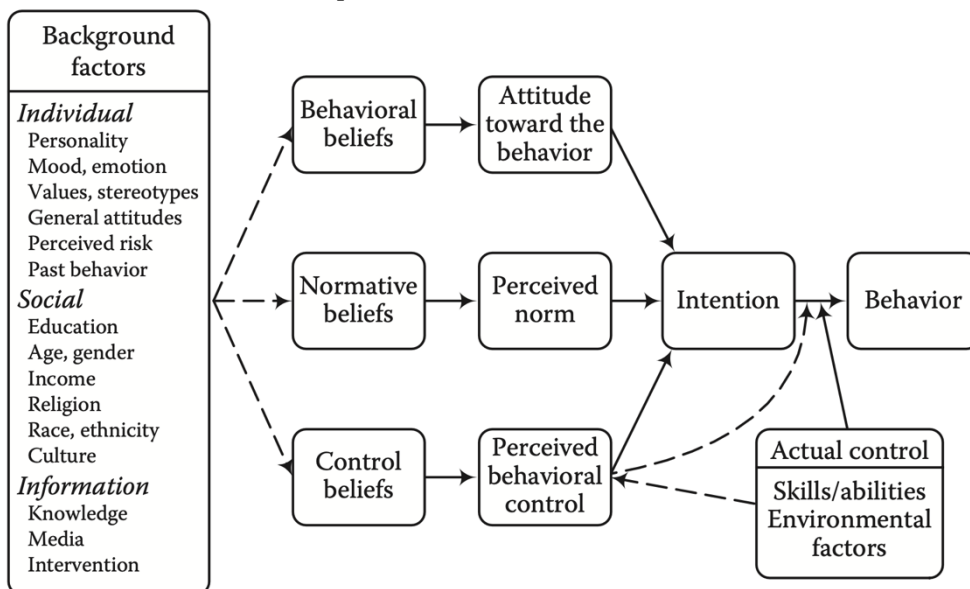 Background
factors
Individual
Personality
Mood, emotion
Values, stereotypes
General attitudes
Perceived risk
Past behavior
Social
Education
Age, gender
Income
Religion
Race, ethnicity
Culture
Information
Knowledge
Media
Intervention
Behavioral
beliefs
Attitude
toward the
behavior
Normative
beliefs
Perceived
norm
Intention
Behavior
Control
beliefs
Perceived
behavioral
control
Actual control
Skills/abilities
Environmental
factors